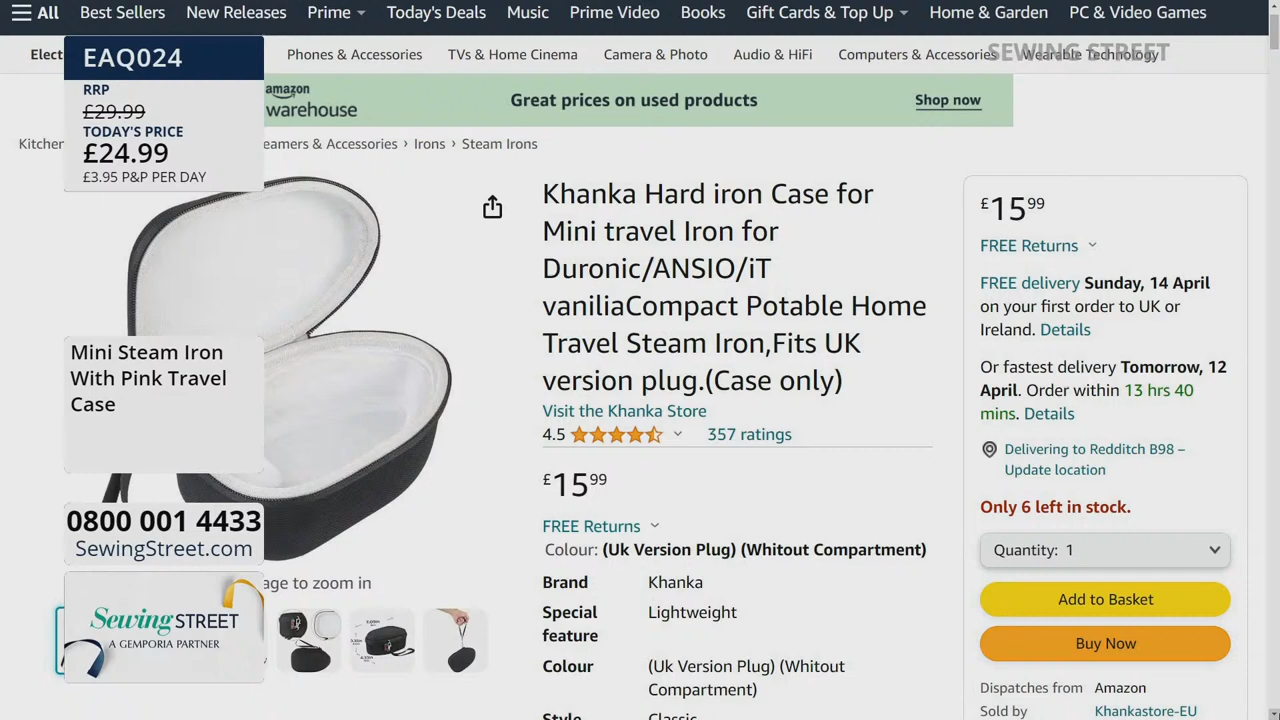 All Best Sellers New Releases Prime Today's Deals Music Prime Video Books Gift Cards & Top Up Home & Garden PC & Video Games
Elect Phones & Accessories TVs & Home Cinema Camera & Photo Audio & HiFi Computers & Accessories Wearable Technology
SEWING STREET
EAQ024
RRP
£29.99
TODAY'S PRICE
£24.99
£3.95 P&P PER DAY
amazon
warehouse
Great prices on used products
Shop now
Kitchen eamers & Accessories › Irons › Steam Irons
Mini Steam Iron
With Pink Travel
Case
0800 001 4433
SewingStreet.com
age to zoom in
Sewing STREET
A GEMPORIA PARTNER
Khanka Hard iron Case for
Mini travel Iron for
Duronic/ANSIO/iT
vaniliaCompact Potable Home
Travel Steam Iron,Fits UK
version plug.(Case only)
Visit the Khanka Store
4.5 357 ratings
£1599
FREE Returns
Colour: (Uk Version Plug) (Whitout Compartment)
Brand Khanka
Special Lightweight
feature
Colour (Uk Version Plug) (Whitout
Compartment)
Style Classic
£1599
FREE Returns
FREE delivery Sunday, 14 April
on your first order to UK or
Ireland. Details
Or fastest delivery Tomorrow, 12
April. Order within 13 hrs 40
mins. Details
Delivering to Redditch B98 –
Update location
Only 6 left in stock.
Quantity: 1
Add to Basket
Buy Now
Dispatches from Amazon
Sold by Khankastore-EU